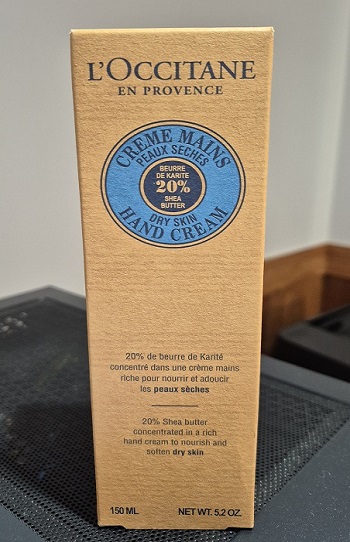 L'OCCITANE
EN PROVENCE
CREME MAINS
PEAUX SECHES
BEURRE
DE KARITE
20%
SHEA
BUTTER
DRY SKIN
HAND CREAM
20% de beurre de Karité
concentré dans une crème mains
riche pour nourrir et adoucir
les peaux sèches
20% Shea butter
concentrated in a rich
hand cream to nourish and
soften dry skin
150 ML NET WT. 5.2 OZ.